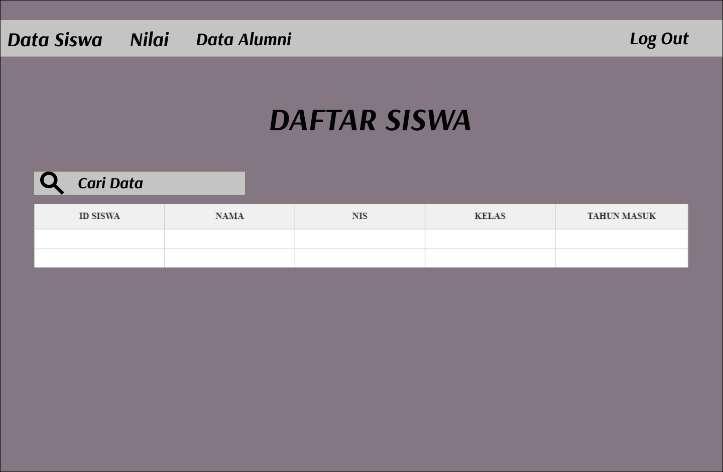 Data Siswa Nilai Data Alumni Log Out
DAFTAR SISWA
Cari Data
ID SISWA NAMA NIS KELAS TAHUN MASUK